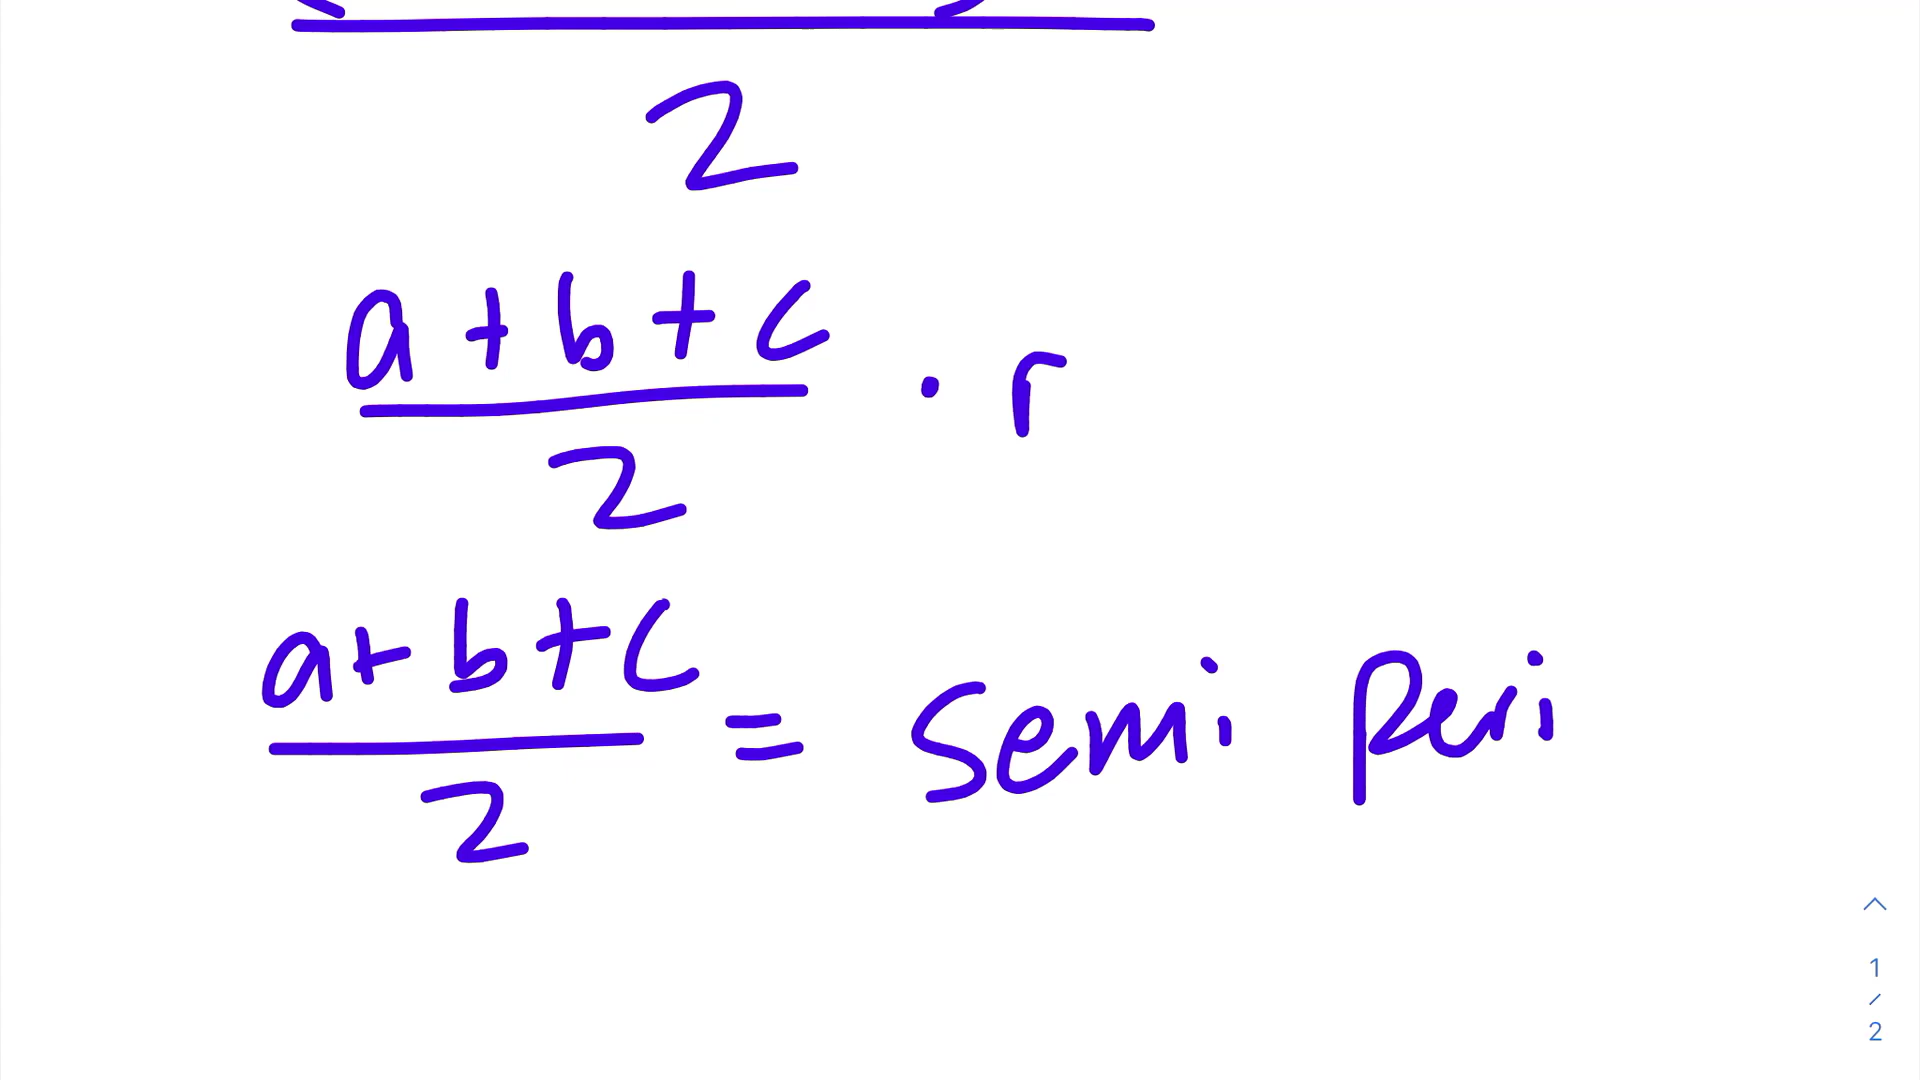 2
a + b + c
2
· r
a + b + c
2
= semi peri
1
/
2